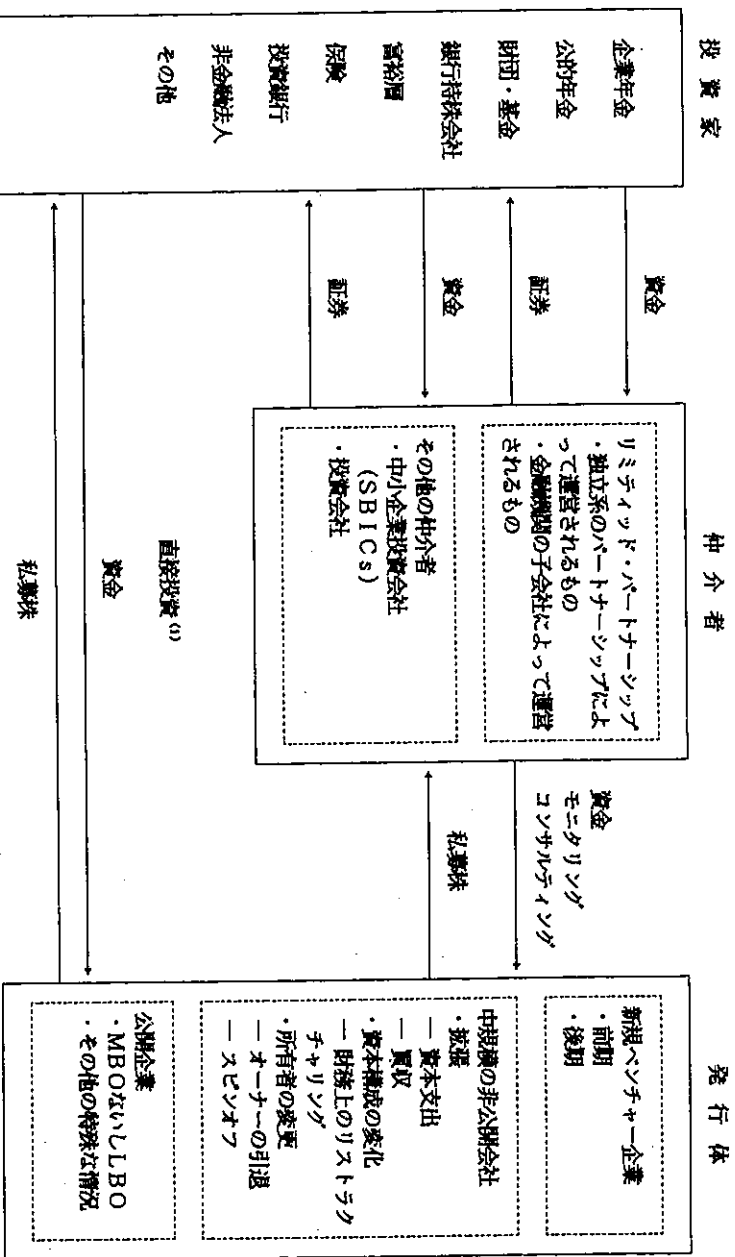 投資家
企業年金
公的年金
財団・基金
銀行持株会社
富裕層
保険
投資銀行
非金融法人
その他
資金
証券
資金
証券
仲介者
リミティッド・パートナーシップ
・独立系のパートナーシップによ
って運営されるもの
・金融機関の子会社によって運営
されるもの
その他の仲介者
・中小企業投資会社
(SBICs)
・投資会社
直接投資(1)
資金
私募株
資金
モニタリング
コンサルティング
私募株
発行体
新規ベンチャー企業
・前期
・後期
中規模の非公開会社
・拡張
― 資本支出
― 買収
・資本構成の変化
― 財務上のリストラク
チャリング
・所有者の変更
― オーナーの引退
― スピンオフ
公開企業
・MBOないしLBO
・その他の特殊な情況